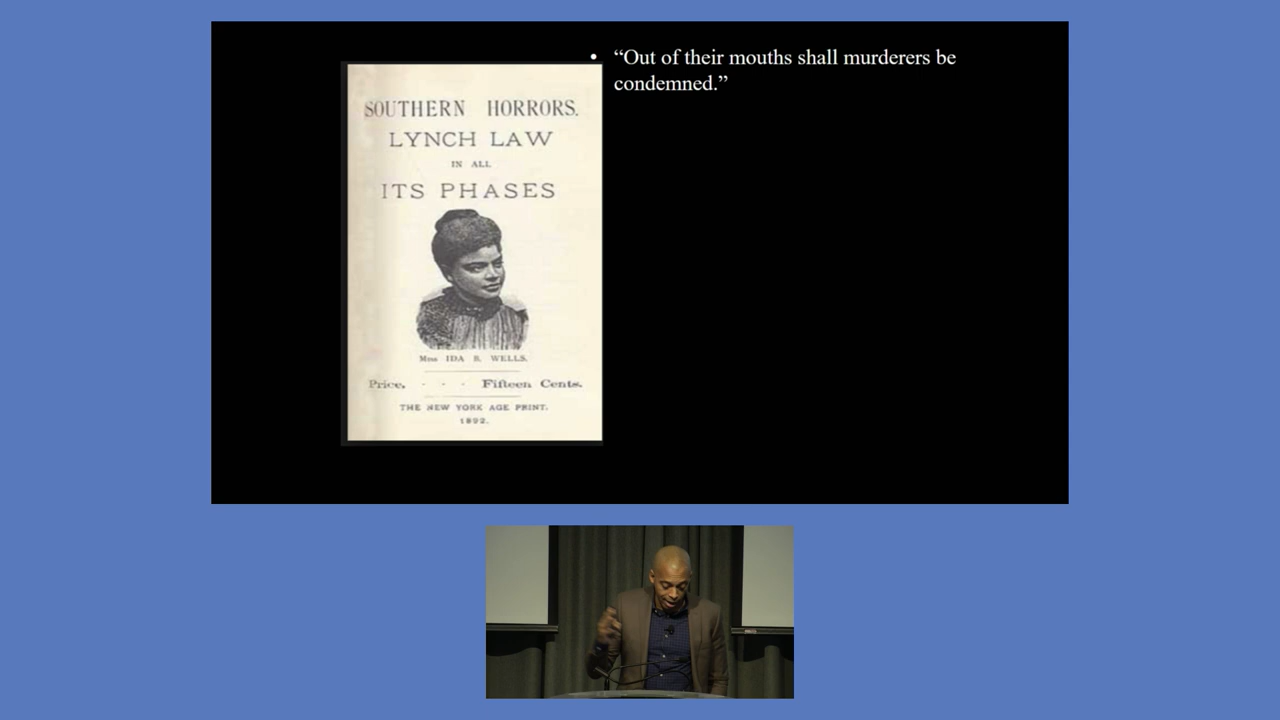 • “Out of their mouths shall murderers be
condemned.”
SOUTHERN HORRORS.
LYNCH LAW
IN ALL
ITS PHASES
Miss IDA B. WELLS.
Price, - - - Fifteen Cents.
THE NEW YORK AGE PRINT.
1892.